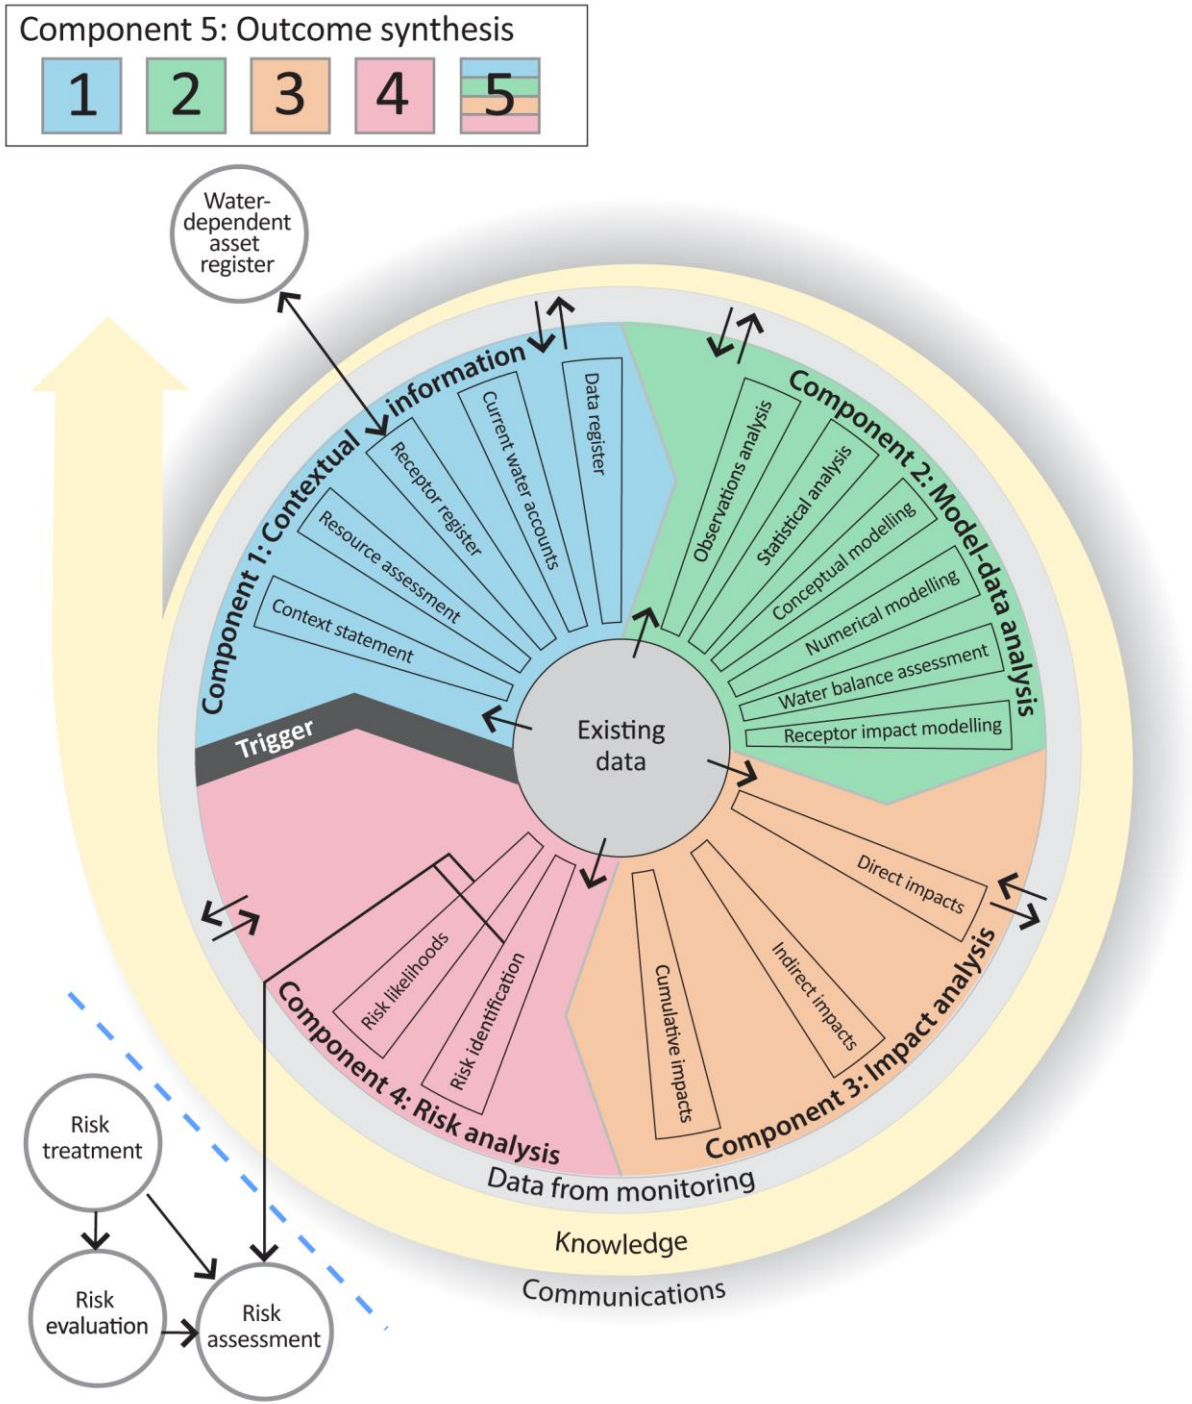 Component 5: Outcome synthesis
1 2 3 4 5
Water-
dependent
asset
register
Component 1: Contextual information
Data register
Current water accounts
Receptor register
Resource assessment
Context statement
Trigger
Component 2: Model-data analysis
Observations analysis
Statistical analysis
Conceptual modelling
Numerical modelling
Water balance assessment
Receptor impact modelling
Existing
data
Component 3: Impact analysis
Direct impacts
Indirect impacts
Cumulative impacts
Component 4: Risk analysis
Risk identification
Risk likelihoods
Data from monitoring
Knowledge
Communications
Risk
treatment
Risk
evaluation
Risk
assessment